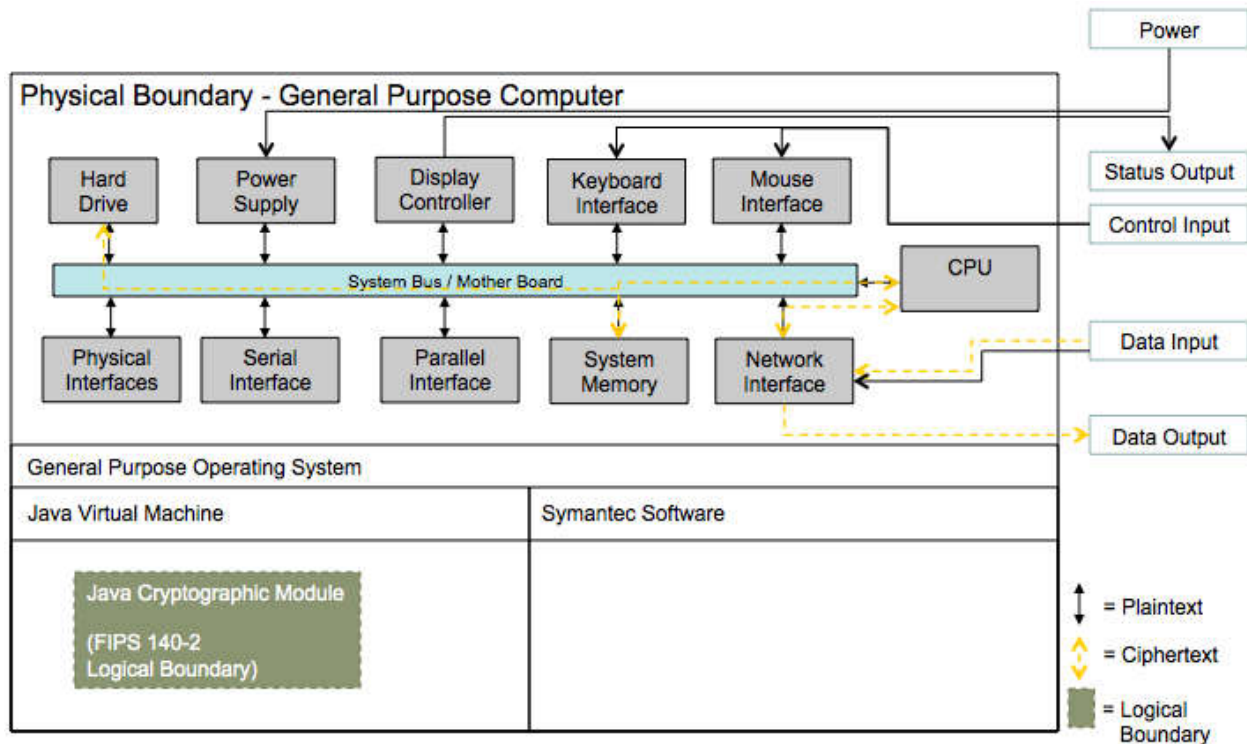 Power
Physical Boundary - General Purpose Computer
Hard
Drive
Power
Supply
Display
Controller
Keyboard
Interface
Mouse
Interface
Status Output
Control Input
System Bus / Mother Board
CPU
Physical
Interfaces
Serial
Interface
Parallel
Interface
System
Memory
Network
Interface
Data Input
Data Output
General Purpose Operating System
Java Virtual Machine
Symantec Software
Java Cryptographic Module
(FIPS 140-2
Logical Boundary)
= Plaintext
= Ciphertext
= Logical
Boundary